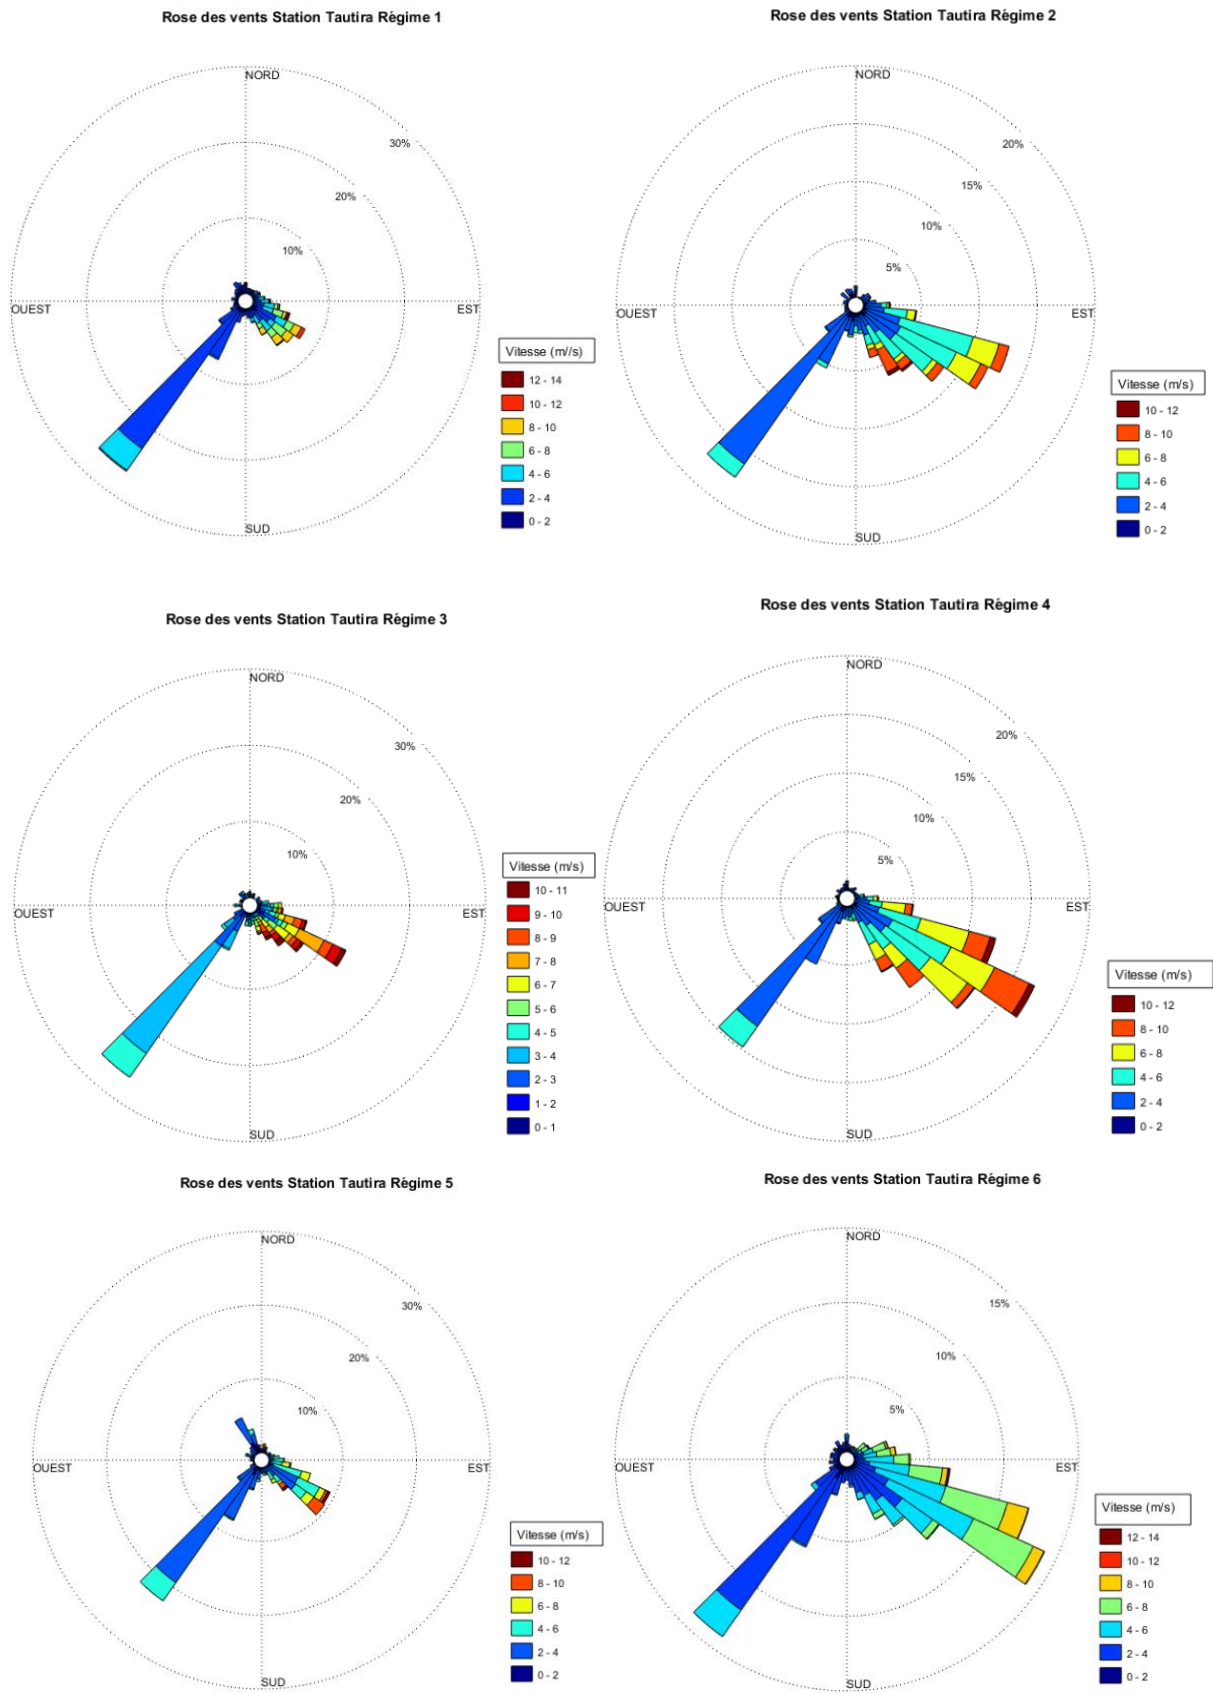 Rose des vents Station Tautira Régime 1
NORD
30%
20%
10%
OUEST
EST
SUD
Vitesse (m//s)
12 - 14
10 - 12
8 - 10
6 - 8
4 - 6
2 - 4
0 - 2
Rose des vents Station Tautira Régime 2
NORD
20%
15%
10%
5%
OUEST
EST
SUD
Vitesse (m/s)
10 - 12
8 - 10
6 - 8
4 - 6
2 - 4
0 - 2
Rose des vents Station Tautira Régime 3
NORD
30%
20%
10%
OUEST
EST
SUD
Vitesse (m/s)
10 - 11
9 - 10
8 - 9
7 - 8
6 - 7
5 - 6
4 - 5
3 - 4
2 - 3
1 - 2
0 - 1
Rose des vents Station Tautira Régime 4
NORD
20%
15%
10%
5%
OUEST
EST
SUD
Vitesse (m/s)
10 - 12
8 - 10
6 - 8
4 - 6
2 - 4
0 - 2
Rose des vents Station Tautira Régime 5
NORD
30%
20%
10%
OUEST
EST
SUD
Vitesse (m/s)
10 - 12
8 - 10
6 - 8
4 - 6
2 - 4
0 - 2
Rose des vents Station Tautira Régime 6
NORD
15%
10%
5%
OUEST
EST
SUD
Vitesse (m/s)
12 - 14
10 - 12
8 - 10
6 - 8
4 - 6
2 - 4
0 - 2